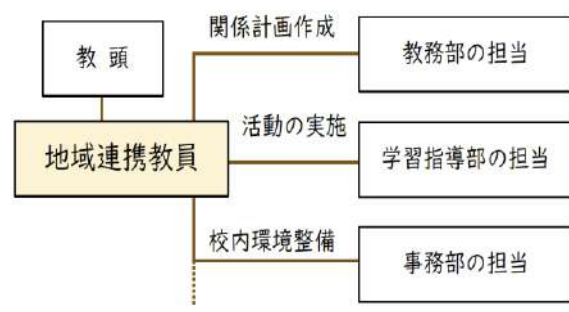 関係計画作成
教頭
教務部の担当
活動の実施
地域連携教員
学習指導部の担当
校内環境整備
事務部の担当